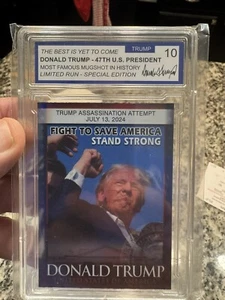 THE BEST IS YET TO COME
TRUMP
DONALD TRUMP - 47TH U.S. PRESIDENT
10
MOST FAMOUS MUGSHOT IN HISTORY
LIMITED RUN - SPECIAL EDITION
TRUMP ASSASSINATION ATTEMPT
JULY 13, 2024
FIGHT TO SAVE AMERICA
STAND STRONG
DONALD TRUMP